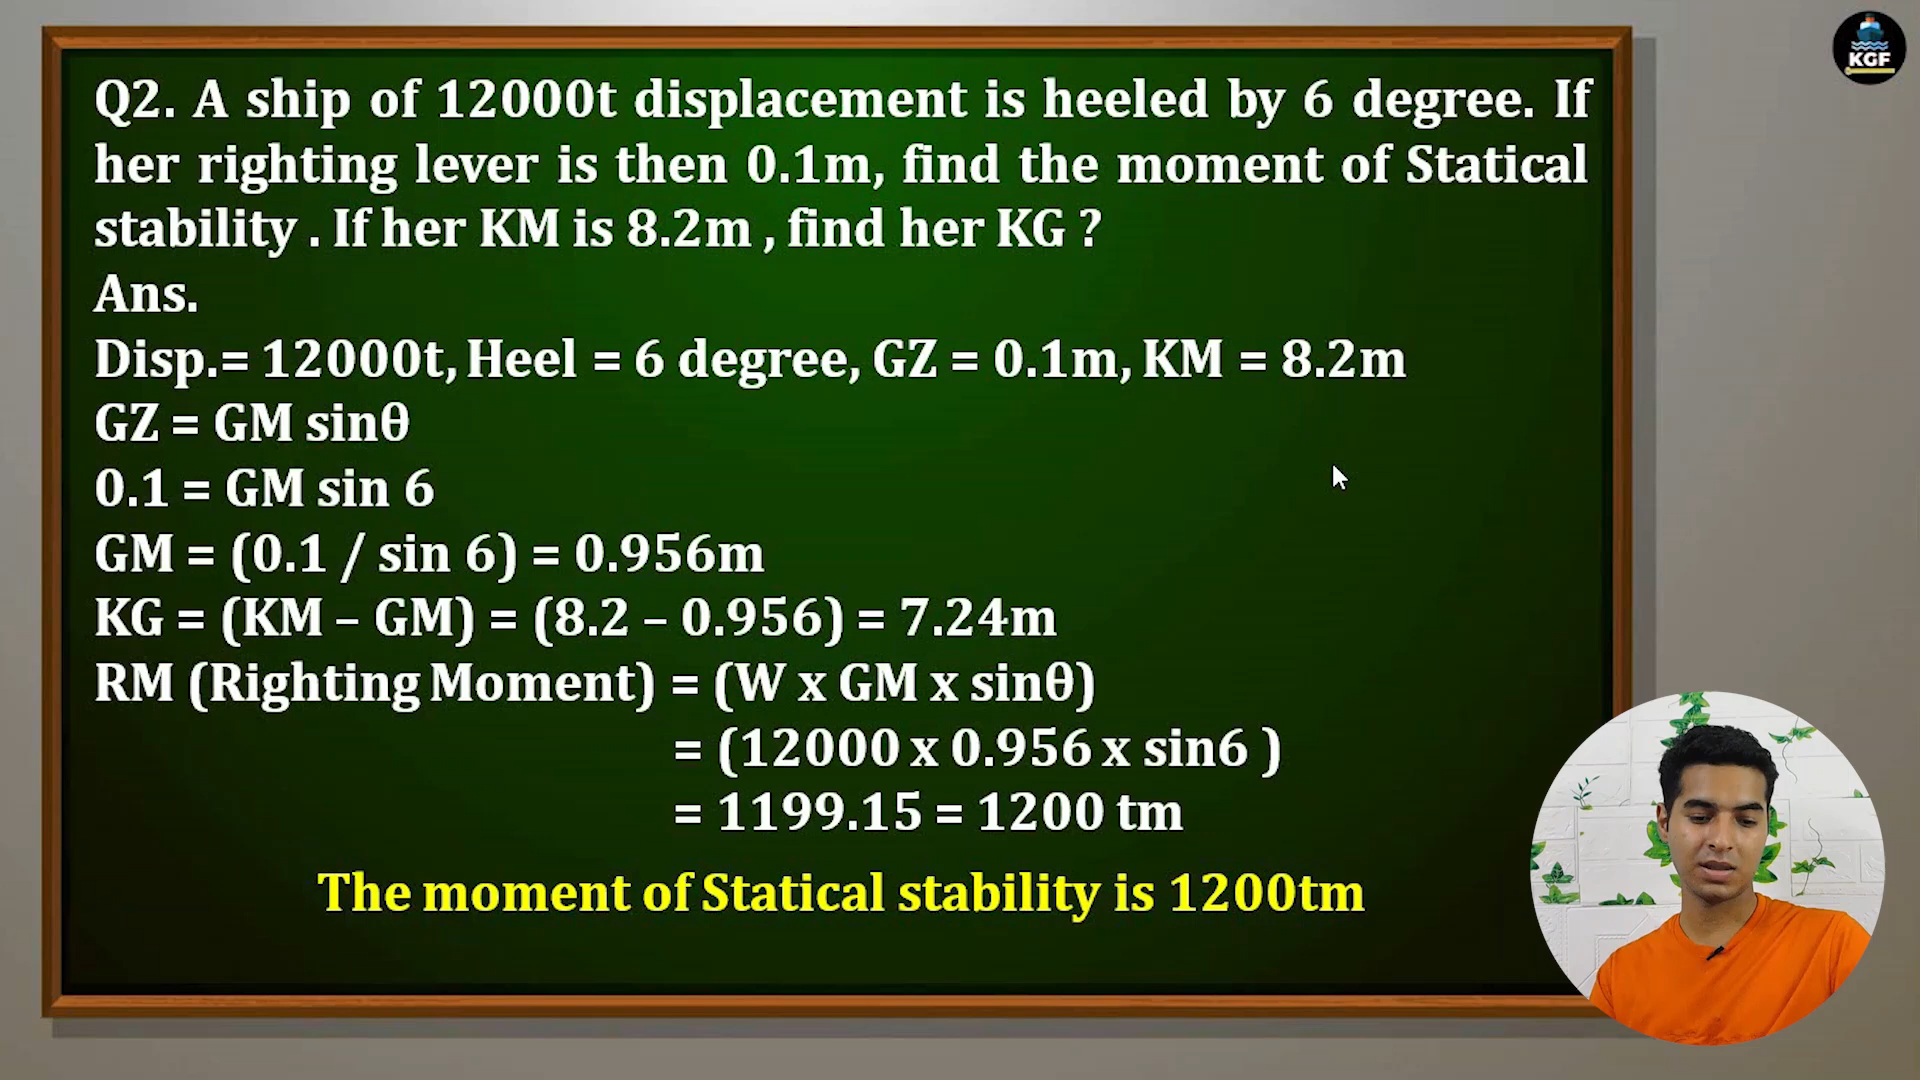 KGF
Q2. A ship of 12000t displacement is heeled by 6 degree. If
her righting lever is then 0.1m, find the moment of Statical
stability . If her KM is 8.2m , find her KG ?
Ans.
Disp.= 12000t, Heel = 6 degree, GZ = 0.1m, KM = 8.2m
GZ = GM sinθ
0.1 = GM sin 6
GM = (0.1 / sin 6) = 0.956m
KG = (KM – GM) = (8.2 – 0.956) = 7.24m
RM (Righting Moment) = (W x GM x sinθ)
= (12000 x 0.956 x sin6 )
= 1199.15 = 1200 tm
The moment of Statical stability is 1200tm